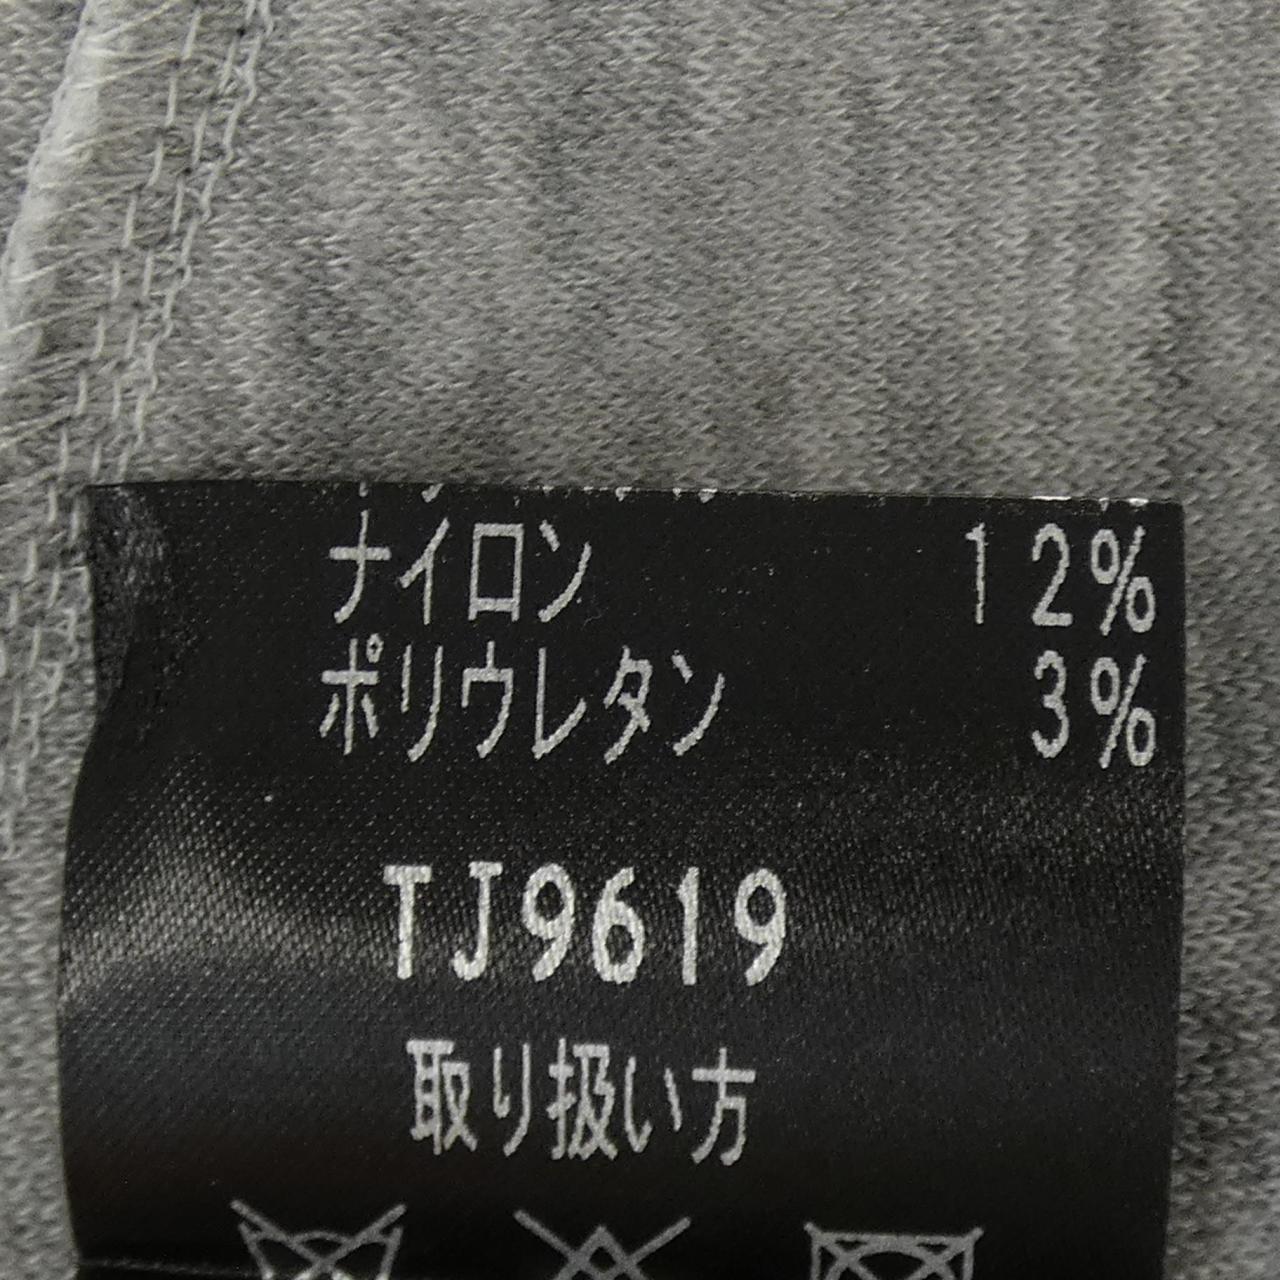 ナイロン 12%
ポリウレタン 3%
TJ9619
取り扱い方